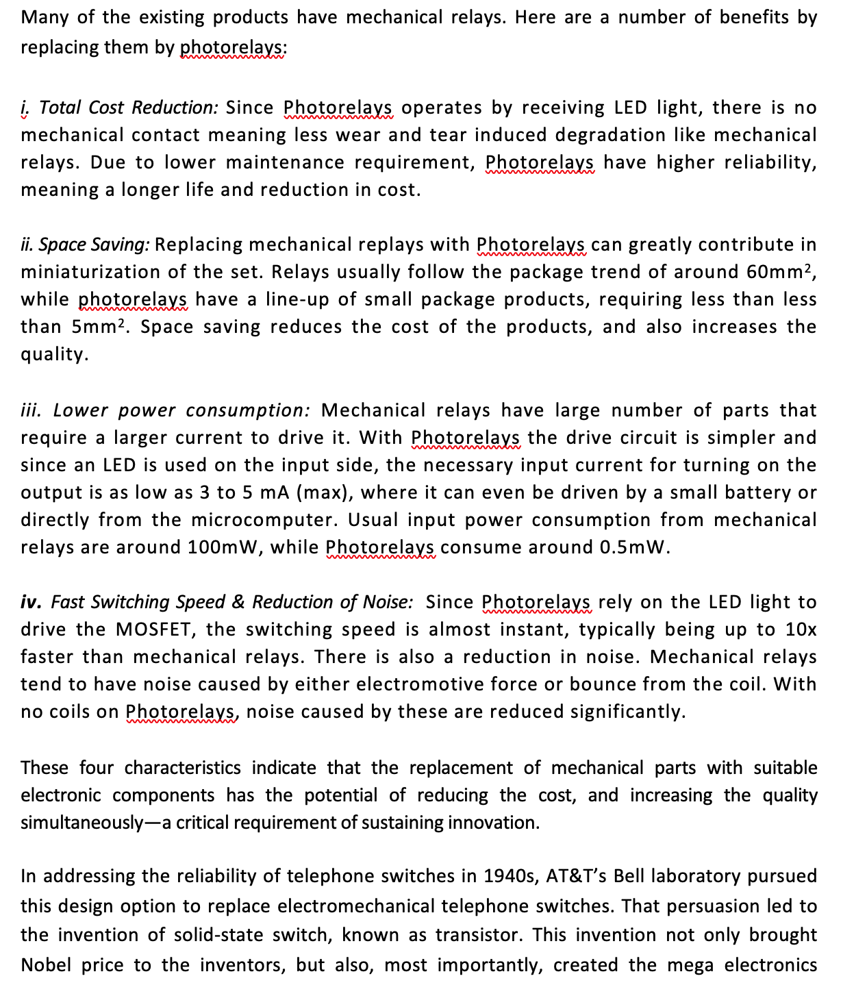 Many of the existing products have mechanical relays. Here are a number of benefits by
replacing them by photorelays:
i. Total Cost Reduction: Since Photorelays operates by receiving LED light, there is no
mechanical contact meaning less wear and tear induced degradation like mechanical
relays. Due to lower maintenance requirement, Photorelays have higher reliability,
meaning a longer life and reduction in cost.
ii. Space Saving: Replacing mechanical replays with Photorelays can greatly contribute in
miniaturization of the set. Relays usually follow the package trend of around 60mm²,
while photorelays have a line-up of small package products, requiring less than less
than 5mm². Space saving reduces the cost of the products, and also increases the
quality.
iii. Lower power consumption: Mechanical relays have large number of parts that
require a larger current to drive it. With Photorelays the drive circuit is simpler and
since an LED is used on the input side, the necessary input current for turning on the
output is as low as 3 to 5 mA (max), where it can even be driven by a small battery or
directly from the microcomputer. Usual input power consumption from mechanical
relays are around 100mW, while Photorelays consume around 0.5mW.
iv. Fast Switching Speed & Reduction of Noise: Since Photorelays rely on the LED light to
drive the MOSFET, the switching speed is almost instant, typically being up to 10x
faster than mechanical relays. There is also a reduction in noise. Mechanical relays
tend to have noise caused by either electromotive force or bounce from the coil. With
no coils on Photorelays, noise caused by these are reduced significantly.
These four characteristics indicate that the replacement of mechanical parts with suitable
electronic components has the potential of reducing the cost, and increasing the quality
simultaneously—a critical requirement of sustaining innovation.
In addressing the reliability of telephone switches in 1940s, AT&T’s Bell laboratory pursued
this design option to replace electromechanical telephone switches. That persuasion led to
the invention of solid-state switch, known as transistor. This invention not only brought
Nobel price to the inventors, but also, most importantly, created the mega electronics